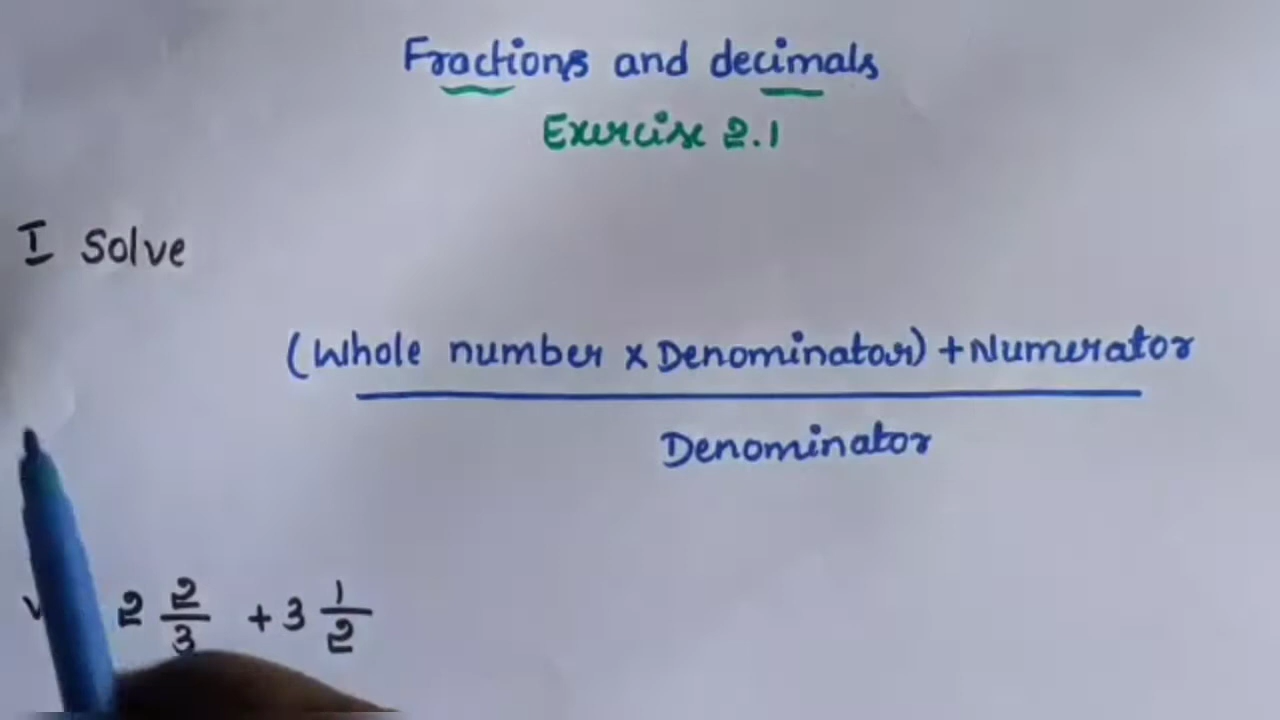 Fractions and decimals
Exercise 2.1
I Solve
(Whole number x Denominator) + Numerator
Denominator
2 2/3 + 3 1/2